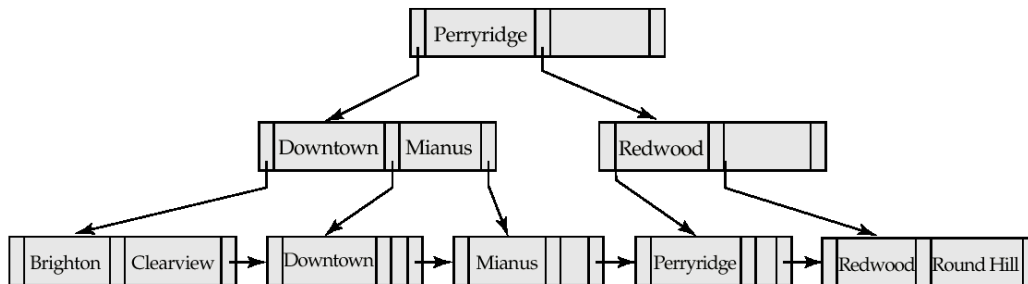 Perryridge
Downtown Mianus
Redwood
Brighton Clearview
Downtown
Mianus
Perryridge
Redwood Round Hill